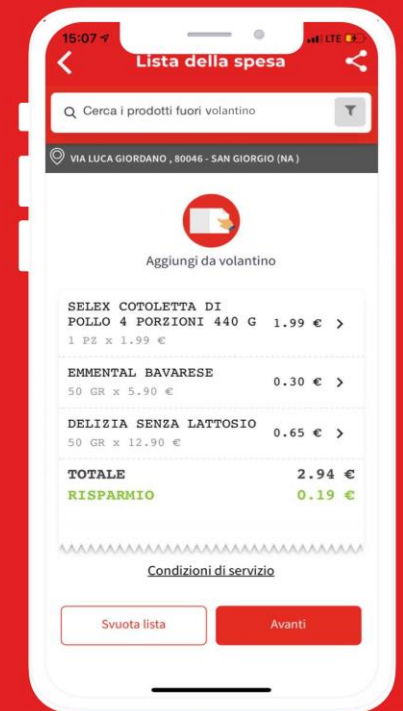 15:07
LTE
Lista della spesa
Cerca i prodotti fuori volantino
VIA LUCA GIORDANO , 80046 - SAN GIORGIO (NA )
Aggiungi da volantino
SELEX COTOLETTA DI
POLLO 4 PORZIONI 440 G 1.99 €
1 PZ x 1.99 €
EMMENTAL BAVARESE 0.30 €
50 GR x 5.90 €
DELIZIA SENZA LATTOSIO 0.65 €
50 GR x 12.90 €
TOTALE 2.94 €
RISPARMIO 0.19 €
Condizioni di servizio
Svuota lista Avanti